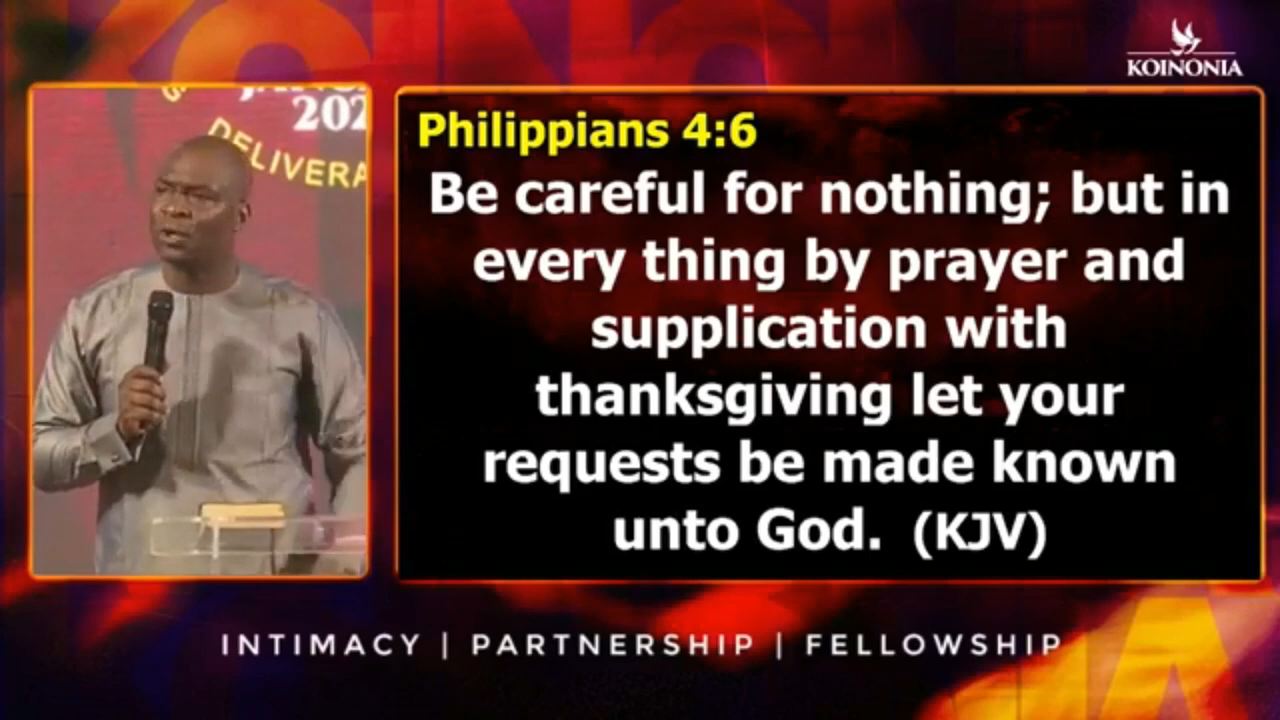 KOINONIA
202
DELIVERA
Philippians 4:6
Be careful for nothing; but in
every thing by prayer and
supplication with
thanksgiving let your
requests be made known
unto God. (KJV)
INTIMACY | PARTNERSHIP | FELLOWSHIP